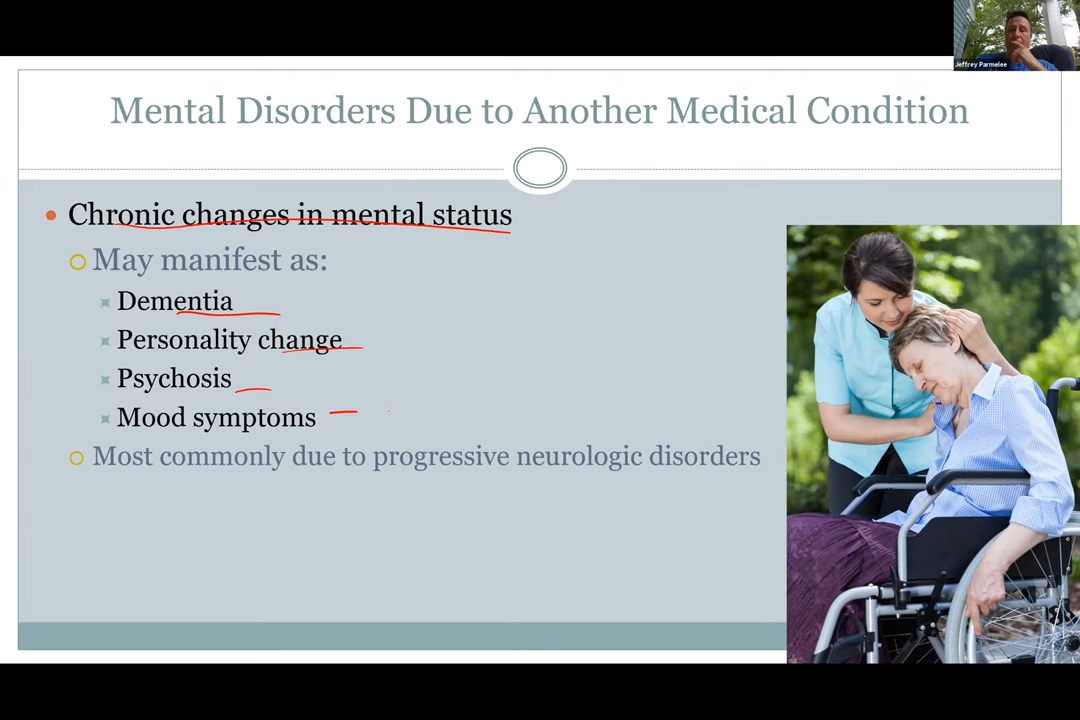 Jeffrey Parmelee
Mental Disorders Due to Another Medical Condition
Chronic changes in mental status
May manifest as:
Dementia
Personality change
Psychosis
Mood symptoms
Most commonly due to progressive neurologic disorders